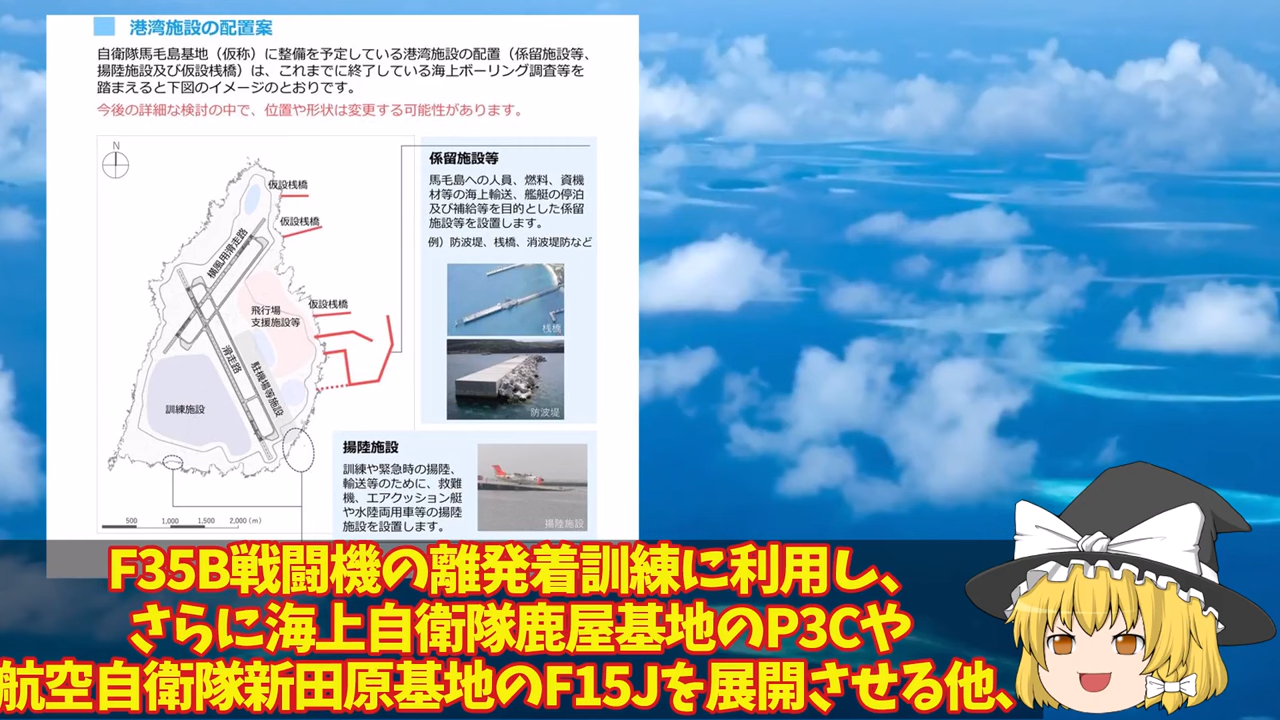 港湾施設の配置案
自衛隊馬毛島基地（仮称）に整備を予定している港湾施設の配置（係留施設等、
揚陸施設及び仮設桟橋）は、これまでに終了している海上ボーリング調査等を
踏まえると下図のイメージのとおりです。
今後の詳細な検討の中で、位置や形状は変更する可能性があります。
N
仮設桟橋
仮設桟橋
横風用滑走路
仮設桟橋
飛行場
支援施設等
滑走路
駐機場等施設
訓練施設
500 1,000 1,500 2,000 (m)
係留施設等
馬毛島への人員、燃料、資機
材等の海上輸送、艦艇の停泊
及び補給等を目的とした係留
施設等を設置します。
例）防波堤、桟橋、消波堤防など
桟橋
防波堤
揚陸施設
訓練や緊急時の揚陸、
輸送等のために、救難
機、エアクッション艇
や水陸両用車等の揚陸
施設を設置します。
揚陸施設
F35B戦闘機の離発着訓練に利用し、
さらに海上自衛隊鹿屋基地のP3Cや
航空自衛隊新田原基地のF15Jを展開させる他、